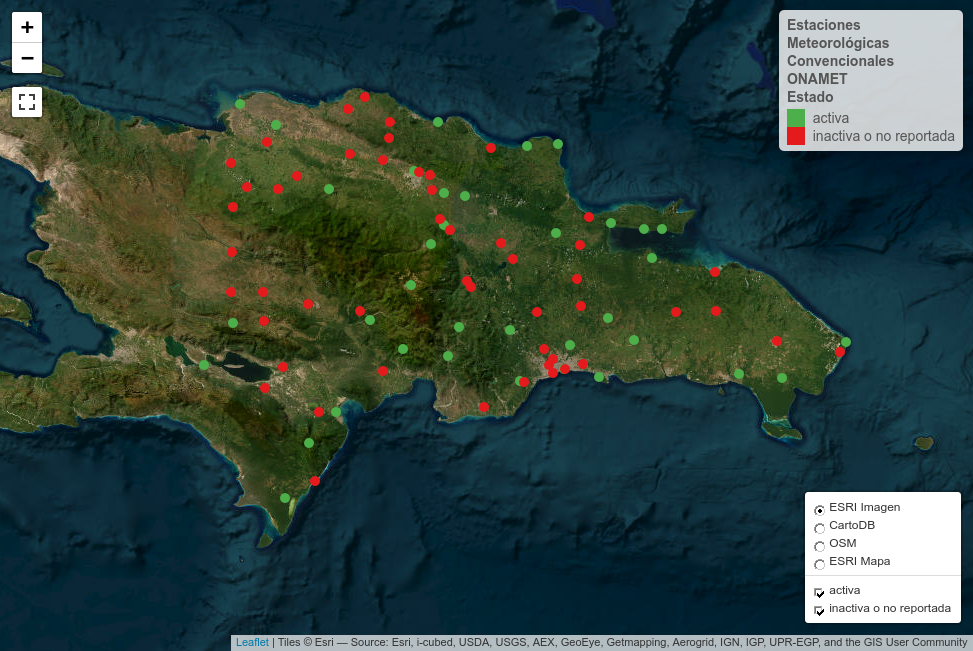 +
−
Estaciones
Meteorológicas
Convencionales
ONAMET
Estado
activa
inactiva o no reportada
ESRI Imagen
CartoDB
OSM
ESRI Mapa
activa
inactiva o no reportada
Leaflet | Tiles © Esri — Source: Esri, i-cubed, USDA, USGS, AEX, GeoEye, Getmapping, Aerogrid, IGN, IGP, UPR-EGP, and the GIS User Community